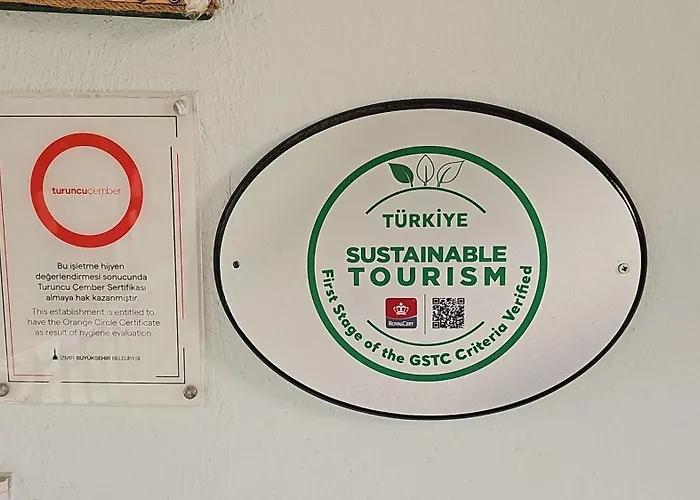 turuncuçember
Bu işletme hijyen
değerlendirmesi sonucunda
Turuncu Çember Sertifikası
almaya hak kazanmıştır.
This establishment is entitled to
have the Orange Circle Certificate
as result of hygiene evaluation.
İZMİR BÜYÜKŞEHİR BELEDİYESİ
TÜRKİYE
SUSTAINABLE
TOURISM
ROYALCERT
First Stage of the GSTC Criteria Verified